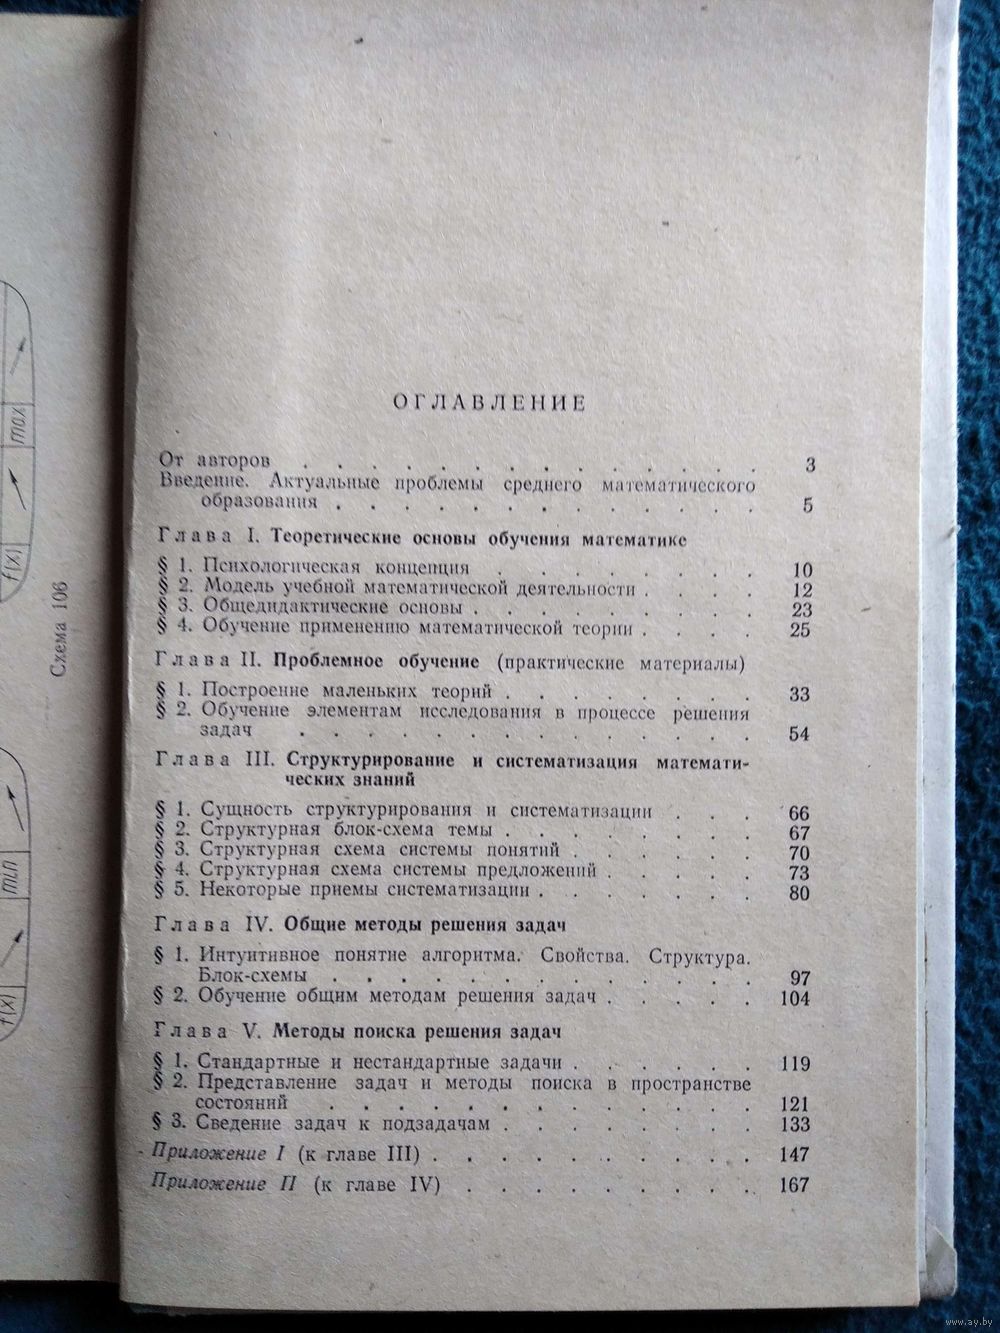 ОГЛАВЛЕНИЕ
От авторов . . . . . . . . . . . . . . 3
Введение. Актуальные проблемы среднего математического
образования . . . . . . . . . . . . . 5
Глава I. Теоретические основы обучения математике
§ 1. Психологическая концепция . . . . . . . . 10
§ 2. Модель учебной математической деятельности . . . . 12
§ 3. Общедидактические основы . . . . . . . . . 23
§ 4. Обучение применению математической теории . . . . 25
Глава II. Проблемное обучение (практические материалы)
§ 1. Построение маленьких теорий . . . . . . . . 33
§ 2. Обучение элементам исследования в процессе решения
задач . . . . . . . . . . . . . . 54
Глава III. Структурирование и систематизация математи-
ческих знаний
§ 1. Сущность структурирования и систематизации . . . 66
§ 2. Структурная блок-схема темы . . . . . . . . 67
§ 3. Структурная схема системы понятий . . . . . . 70
§ 4. Структурная схема системы предложений . . . . . 73
§ 5. Некоторые приемы систематизации . . . . . . . 80
Глава IV. Общие методы решения задач
§ 1. Интуитивное понятие алгоритма. Свойства. Структура.
Блок-схемы . . . . . . . . . . . . . 97
§ 2. Обучение общим методам решения задач . . . . . 104
Глава V. Методы поиска решения задач
§ 1. Стандартные и нестандартные задачи . . . . . . 119
§ 2. Представление задач и методы поиска в пространстве
состояний . . . . . . . . . . . . . 121
§ 3. Сведение задач к подзадачам . . . . . . . . 133
Приложение I (к главе III) . . . . . . . . . . 147
Приложение II (к главе IV) . . . . . . . . . 167
Схема 106
f(x)
max
f(x)
min
www.ay.by